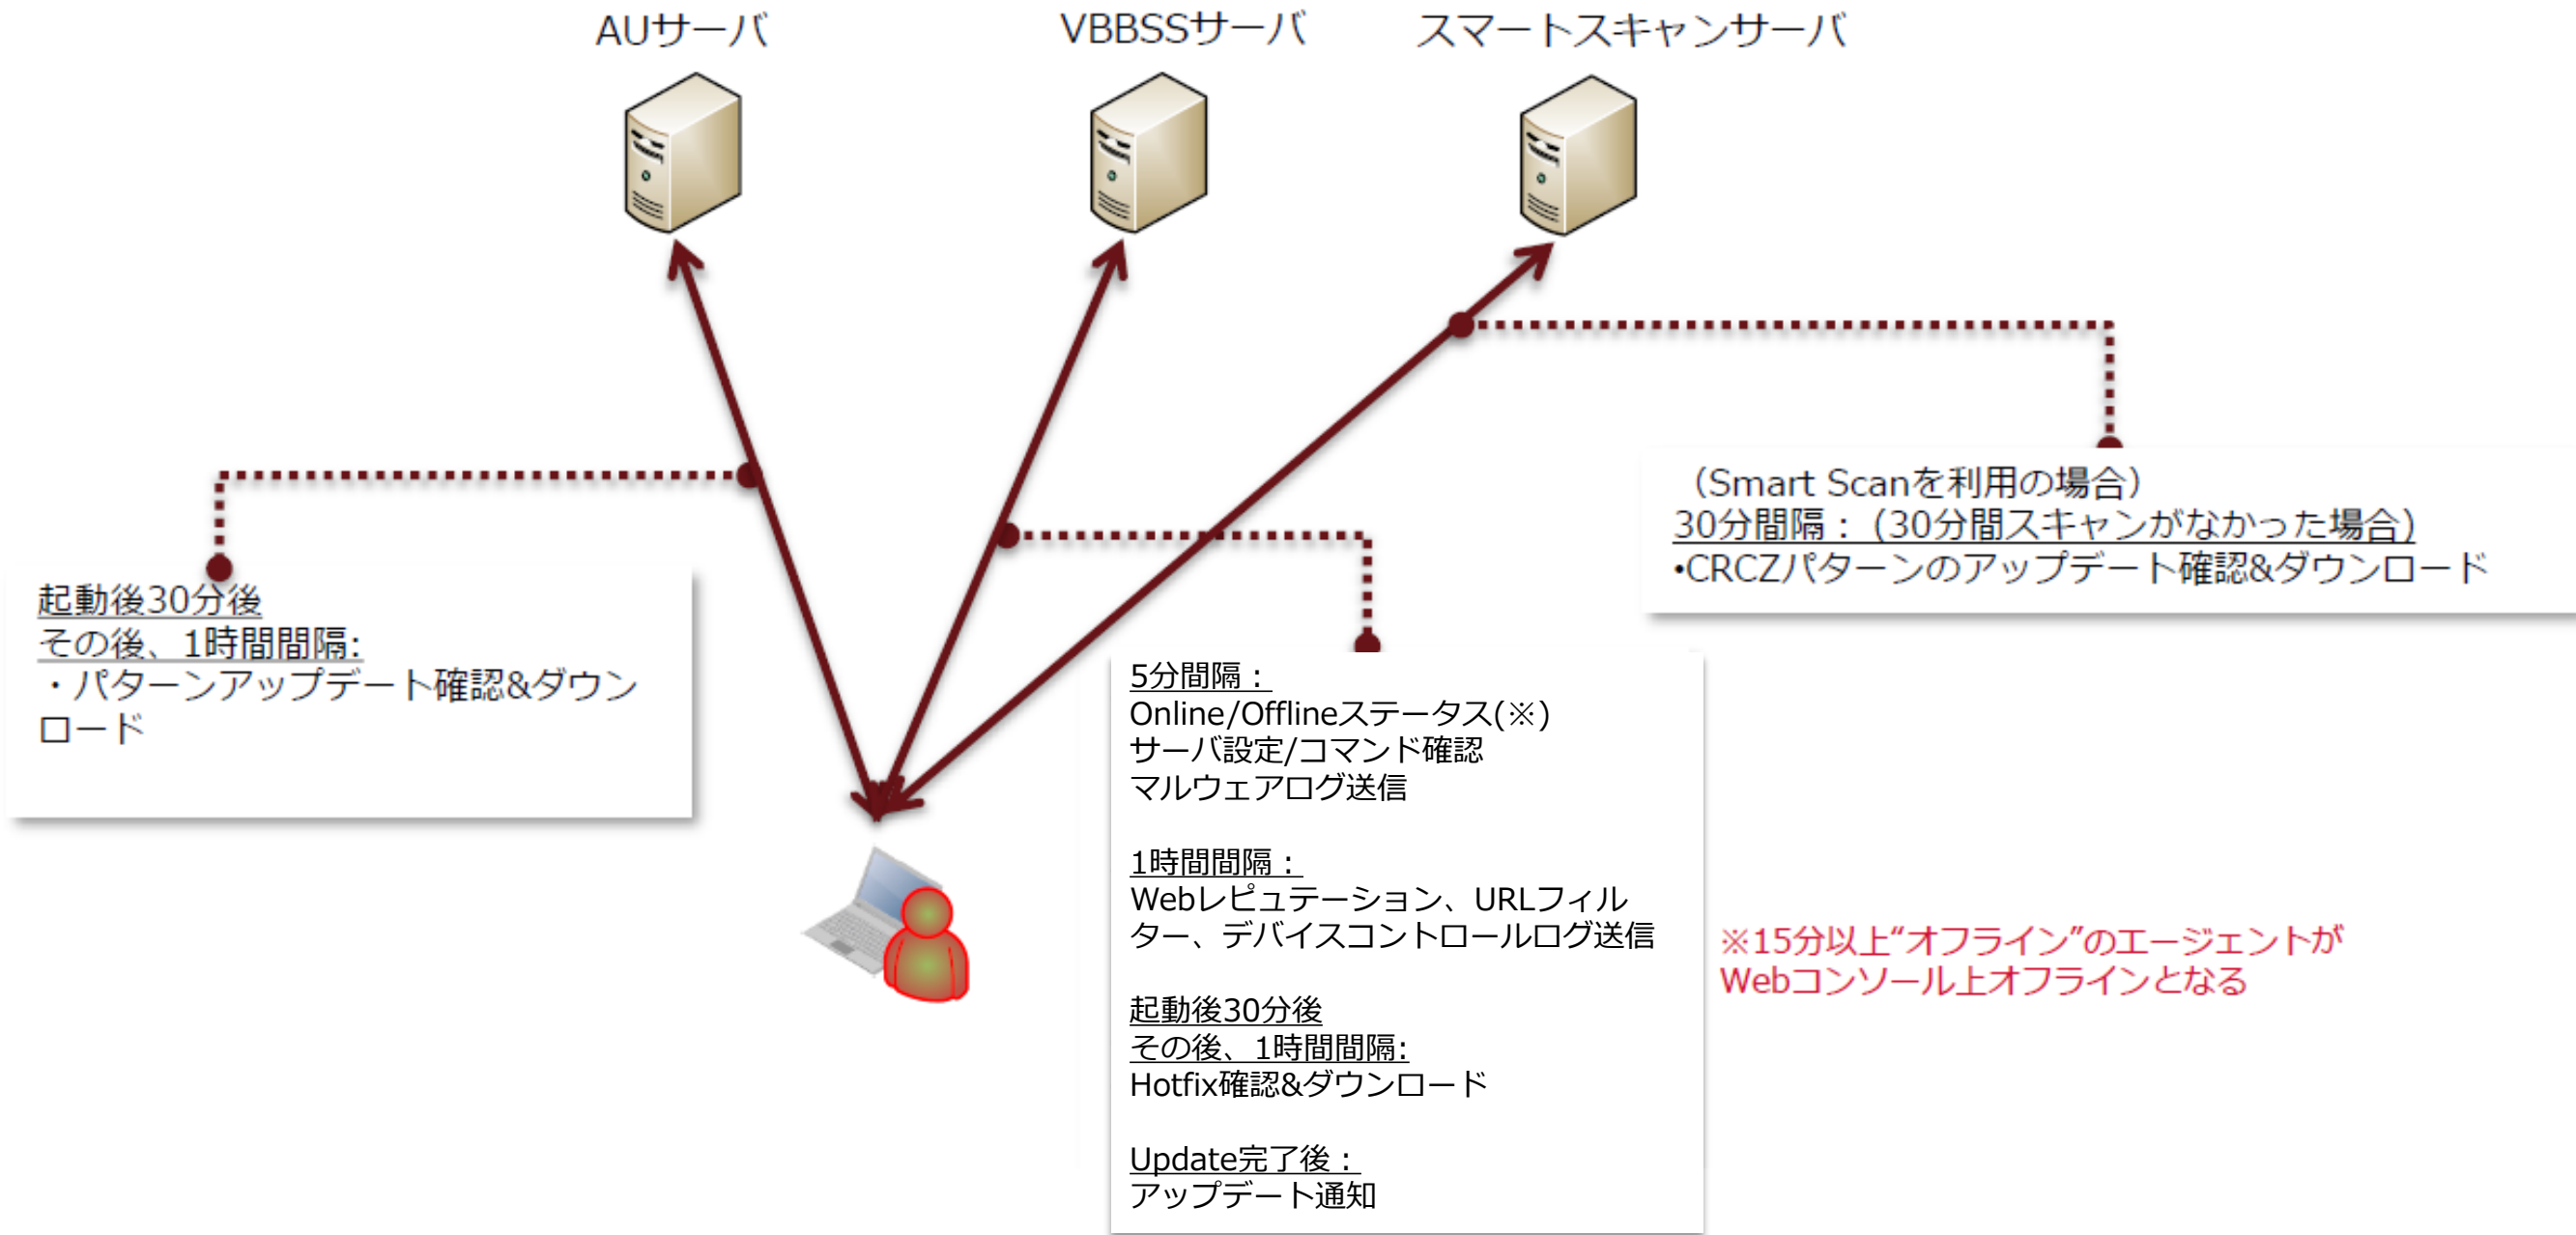 AUサーバ
VBBSSサーバ
スマートスキャンサーバ
起動後30分後
その後、1時間間隔:
・パターンアップデート確認&ダウン
ロード
（Smart Scanを利用の場合）
30分間隔：(30分間スキャンがなかった場合)
•CRCZパターンのアップデート確認&ダウンロード
5分間隔：
Online/Offlineステータス(※)
サーバ設定/コマンド確認
マルウェアログ送信
1時間間隔：
Webレピュテーション、URLフィル
ター、デバイスコントロールログ送信
起動後30分後
その後、1時間間隔:
Hotfix確認&ダウンロード
Update完了後：
アップデート通知
※15分以上“オフライン”のエージェントが
Webコンソール上オフラインとなる